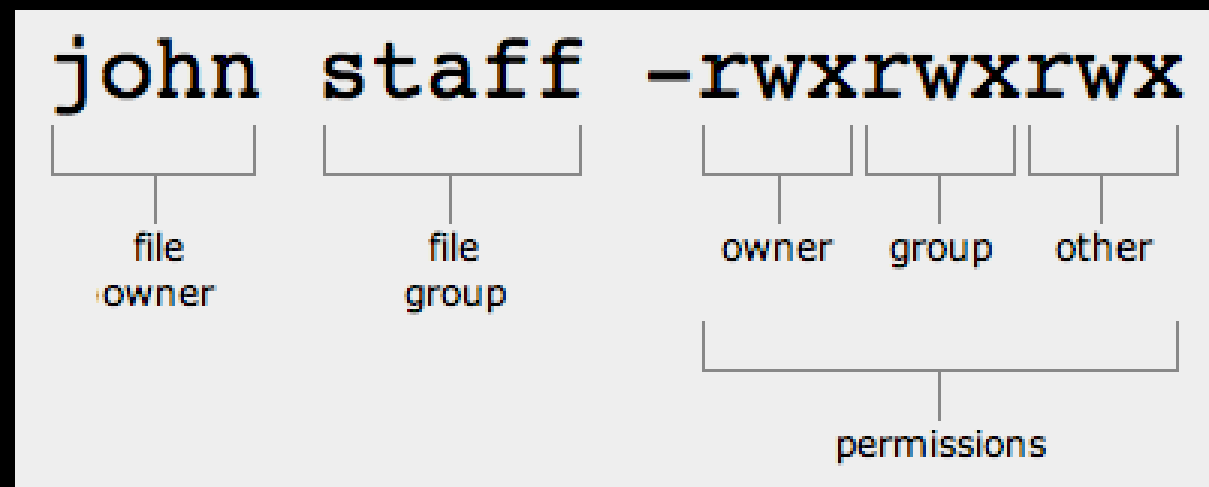 john staff -rwxrwxrwx
file file owner group other
owner group
permissions